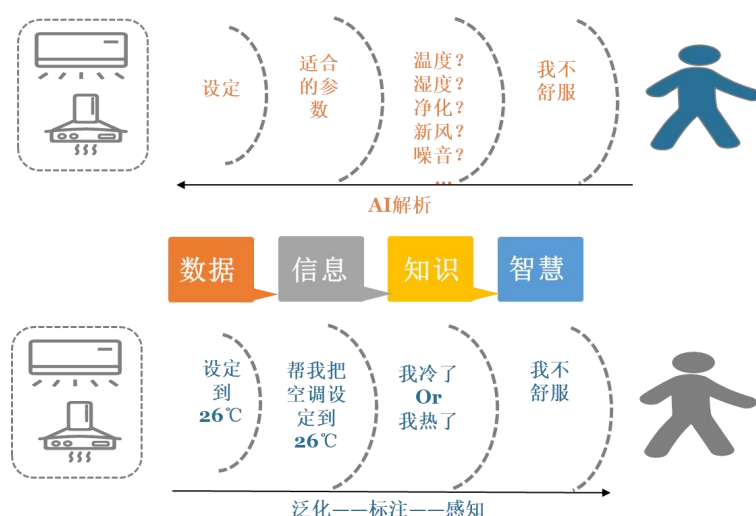 设定
适合
的参
数
温度？
湿度？
净化？
新风？
噪音？
...
我不
舒服
AI解析
数据
信息
知识
智慧
设定
到
26℃
帮我把
空调设
定到
26℃
我冷了
Or
我热了
我不
舒服
泛化——标注——感知